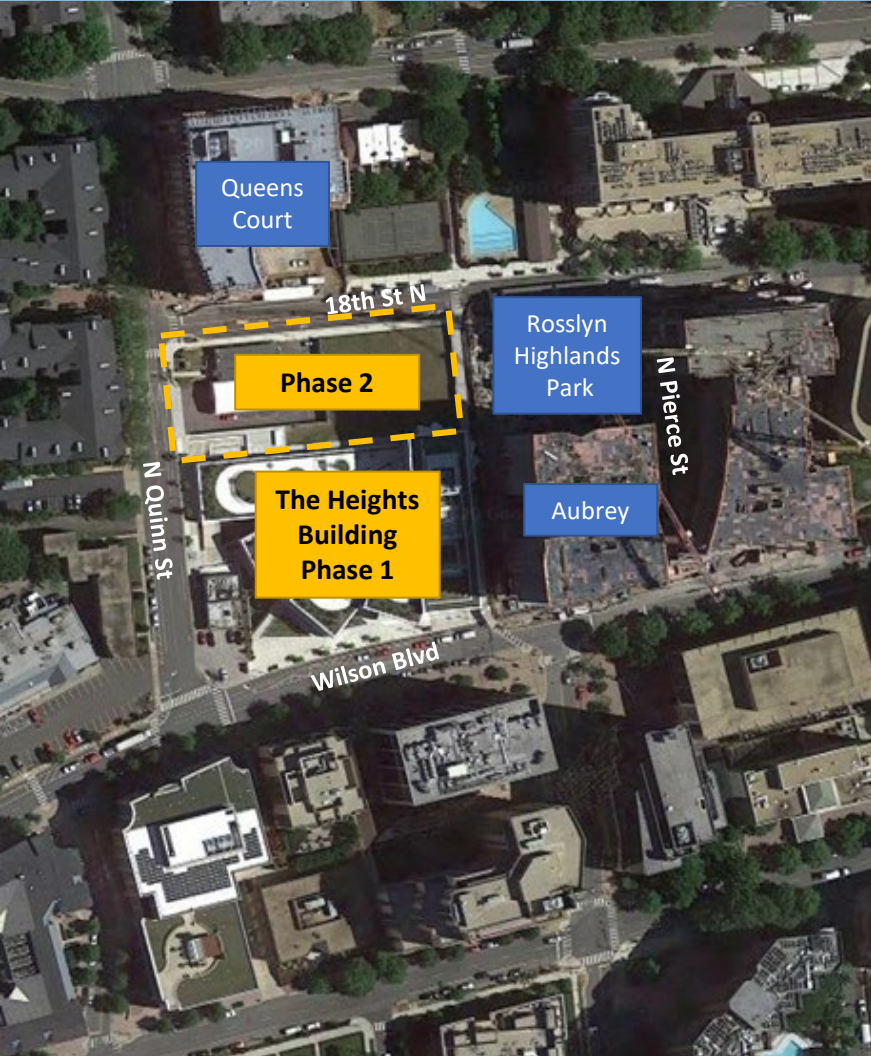 Queens
Court
18th St N
Rosslyn
Highlands
Park
Phase 2
N Pierce St
The Heights
Building
Phase 1
Aubrey
N Quinn St
Wilson Blvd